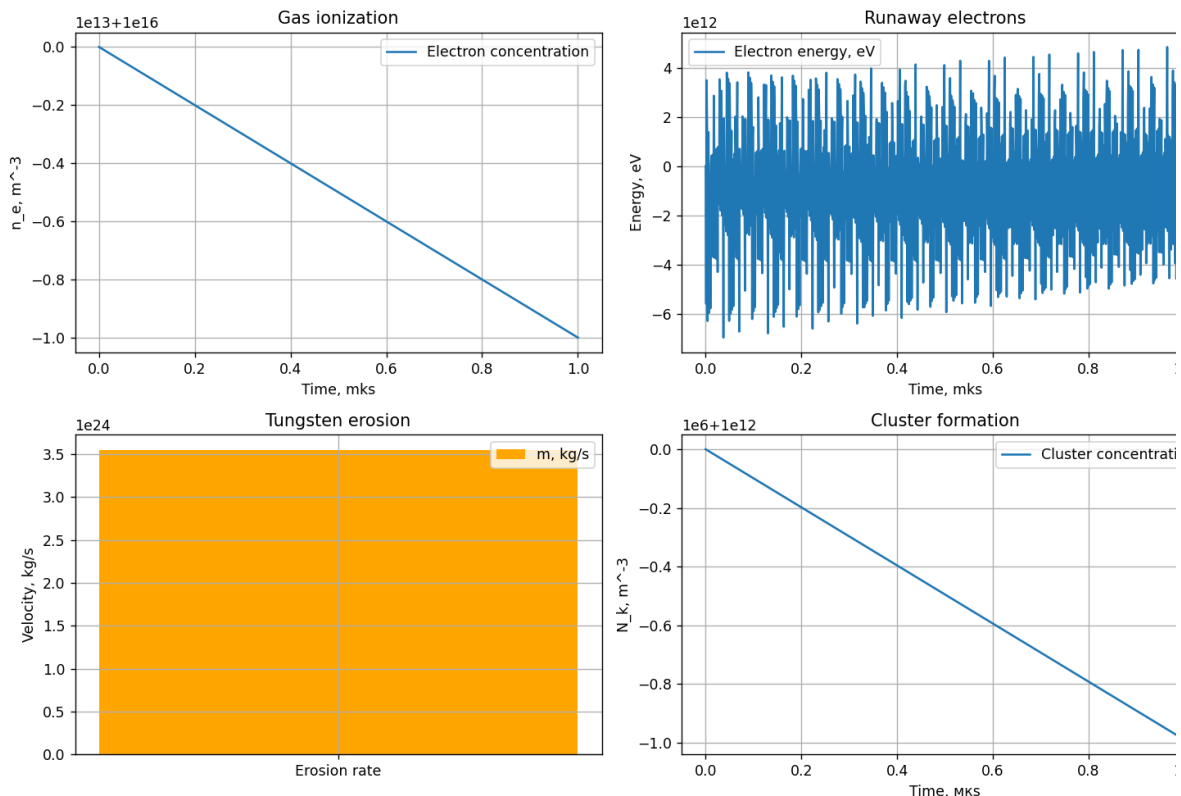 Gas ionization
1e13+1e16
Electron concentration
0.0
−0.2
−0.4
−0.6
−0.8
−1.0
n_e, m^-3
0.0 0.2 0.4 0.6 0.8 1.0
Time, mks
Runaway electrons
1e12
Electron energy, eV
4
2
0
−2
−4
−6
Energy, eV
0.0 0.2 0.4 0.6 0.8 1
Time, mks
Tungsten erosion
1e24
m, kg/s
3.5
3.0
2.5
2.0
1.5
1.0
0.5
0.0
Velocity, kg/s
Erosion rate
Cluster formation
1e6+1e12
Cluster concentrati
0.0
−0.2
−0.4
−0.6
−0.8
−1.0
N_k, m^-3
0.0 0.2 0.4 0.6 0.8 1
Time, мкs